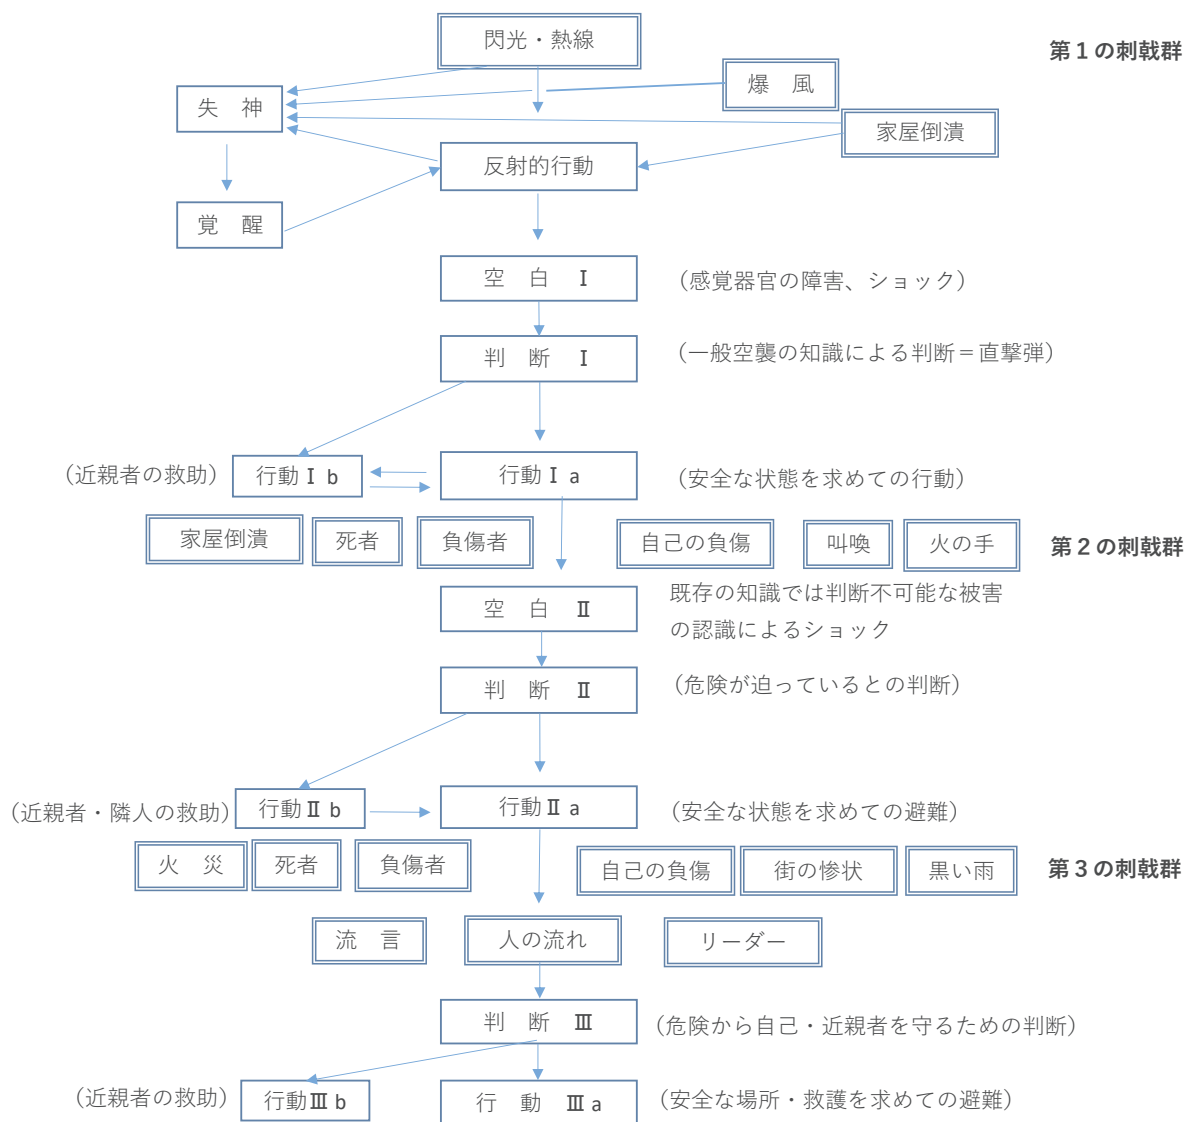 閃光・熱線
第１の刺戟群
爆　風
失　神
家屋倒潰
反射的行動
覚　醒
空　白　Ⅰ
（感覚器官の障害、ショック）
判　断　Ⅰ
（一般空襲の知識による判断＝直撃弾）
（近親者の救助）
行動Ⅰ b
行動Ⅰ a
（安全な状態を求めての行動）
家屋倒潰
死者
負傷者
自己の負傷
叫喚
火の手
第２の刺戟群
空　白　Ⅱ
既存の知識では判断不可能な被害
の認識によるショック
判　断　Ⅱ
（危険が迫っているとの判断）
（近親者・隣人の救助）
行動Ⅱ b
行動Ⅱ a
（安全な状態を求めての避難）
火　災
死者
負傷者
自己の負傷
街の惨状
黒い雨
第３の刺戟群
流　言
人の流れ
リーダー
判　断　Ⅲ
（危険から自己・近親者を守るための判断）
（近親者の救助）
行動Ⅲ b
行　動　Ⅲ a
（安全な場所・救護を求めての避難）